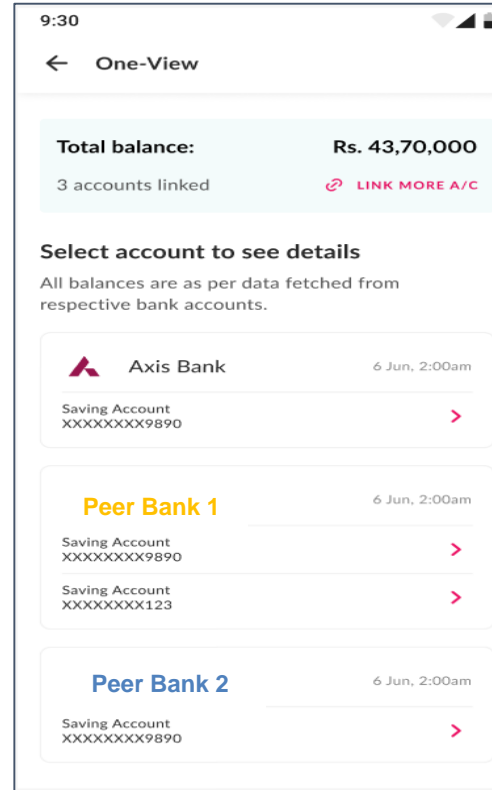 9:30
One-View
Total balance: Rs. 43,70,000
3 accounts linked LINK MORE A/C
Select account to see details
All balances are as per data fetched from
respective bank accounts.
Axis Bank 6 Jun, 2:00am
Saving Account
XXXXXXXX9890
Peer Bank 1 6 Jun, 2:00am
Saving Account
XXXXXXXX9890
Saving Account
XXXXXXXX123
Peer Bank 2 6 Jun, 2:00am
Saving Account
XXXXXXXX9890